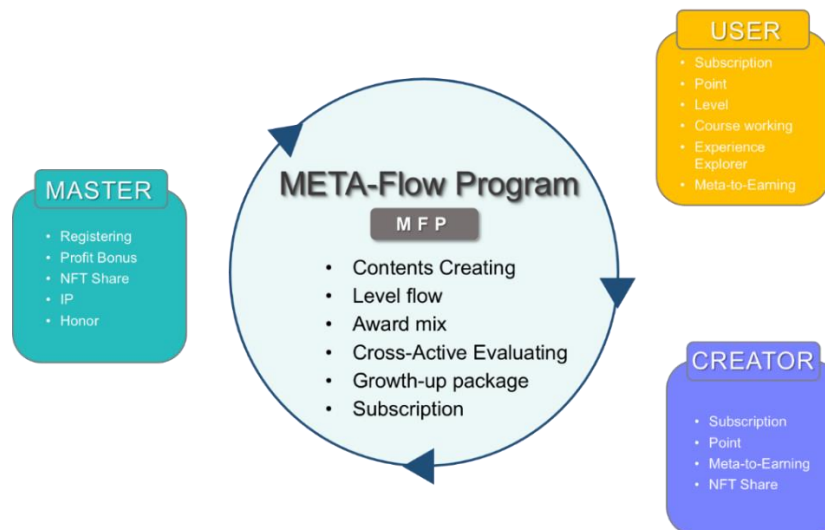 USER
• Subscription
• Point
• Level
• Course working
• Experience
Explorer
• Meta-to-Earning
MASTER
• Registering
• Profit Bonus
• NFT Share
• IP
• Honor
META-Flow Program
MFP
• Contents Creating
• Level flow
• Award mix
• Cross-Active Evaluating
• Growth-up package
• Subscription
CREATOR
• Subscription
• Point
• Meta-to-Earning
• NFT Share